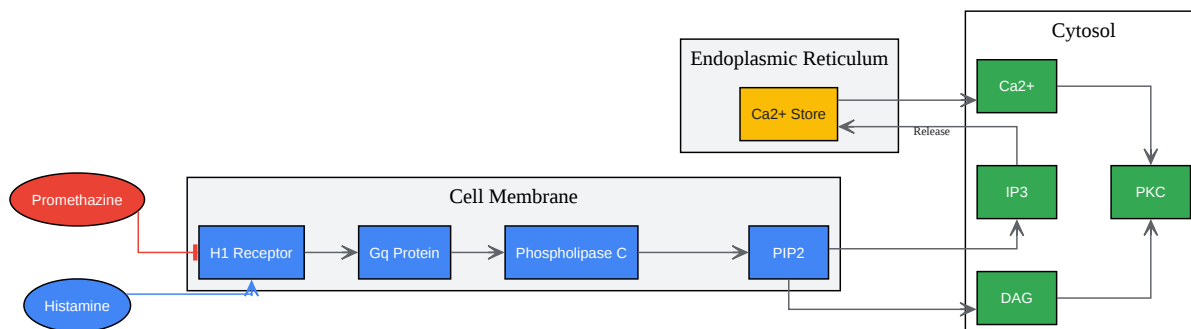 Cytosol
Endoplasmic Reticulum
Ca2+
Ca2+ Store
Release
Promethazine
Cell Membrane
IP3
PKC
H1 Receptor
Gq Protein
Phospholipase C
PIP2
Histamine
DAG